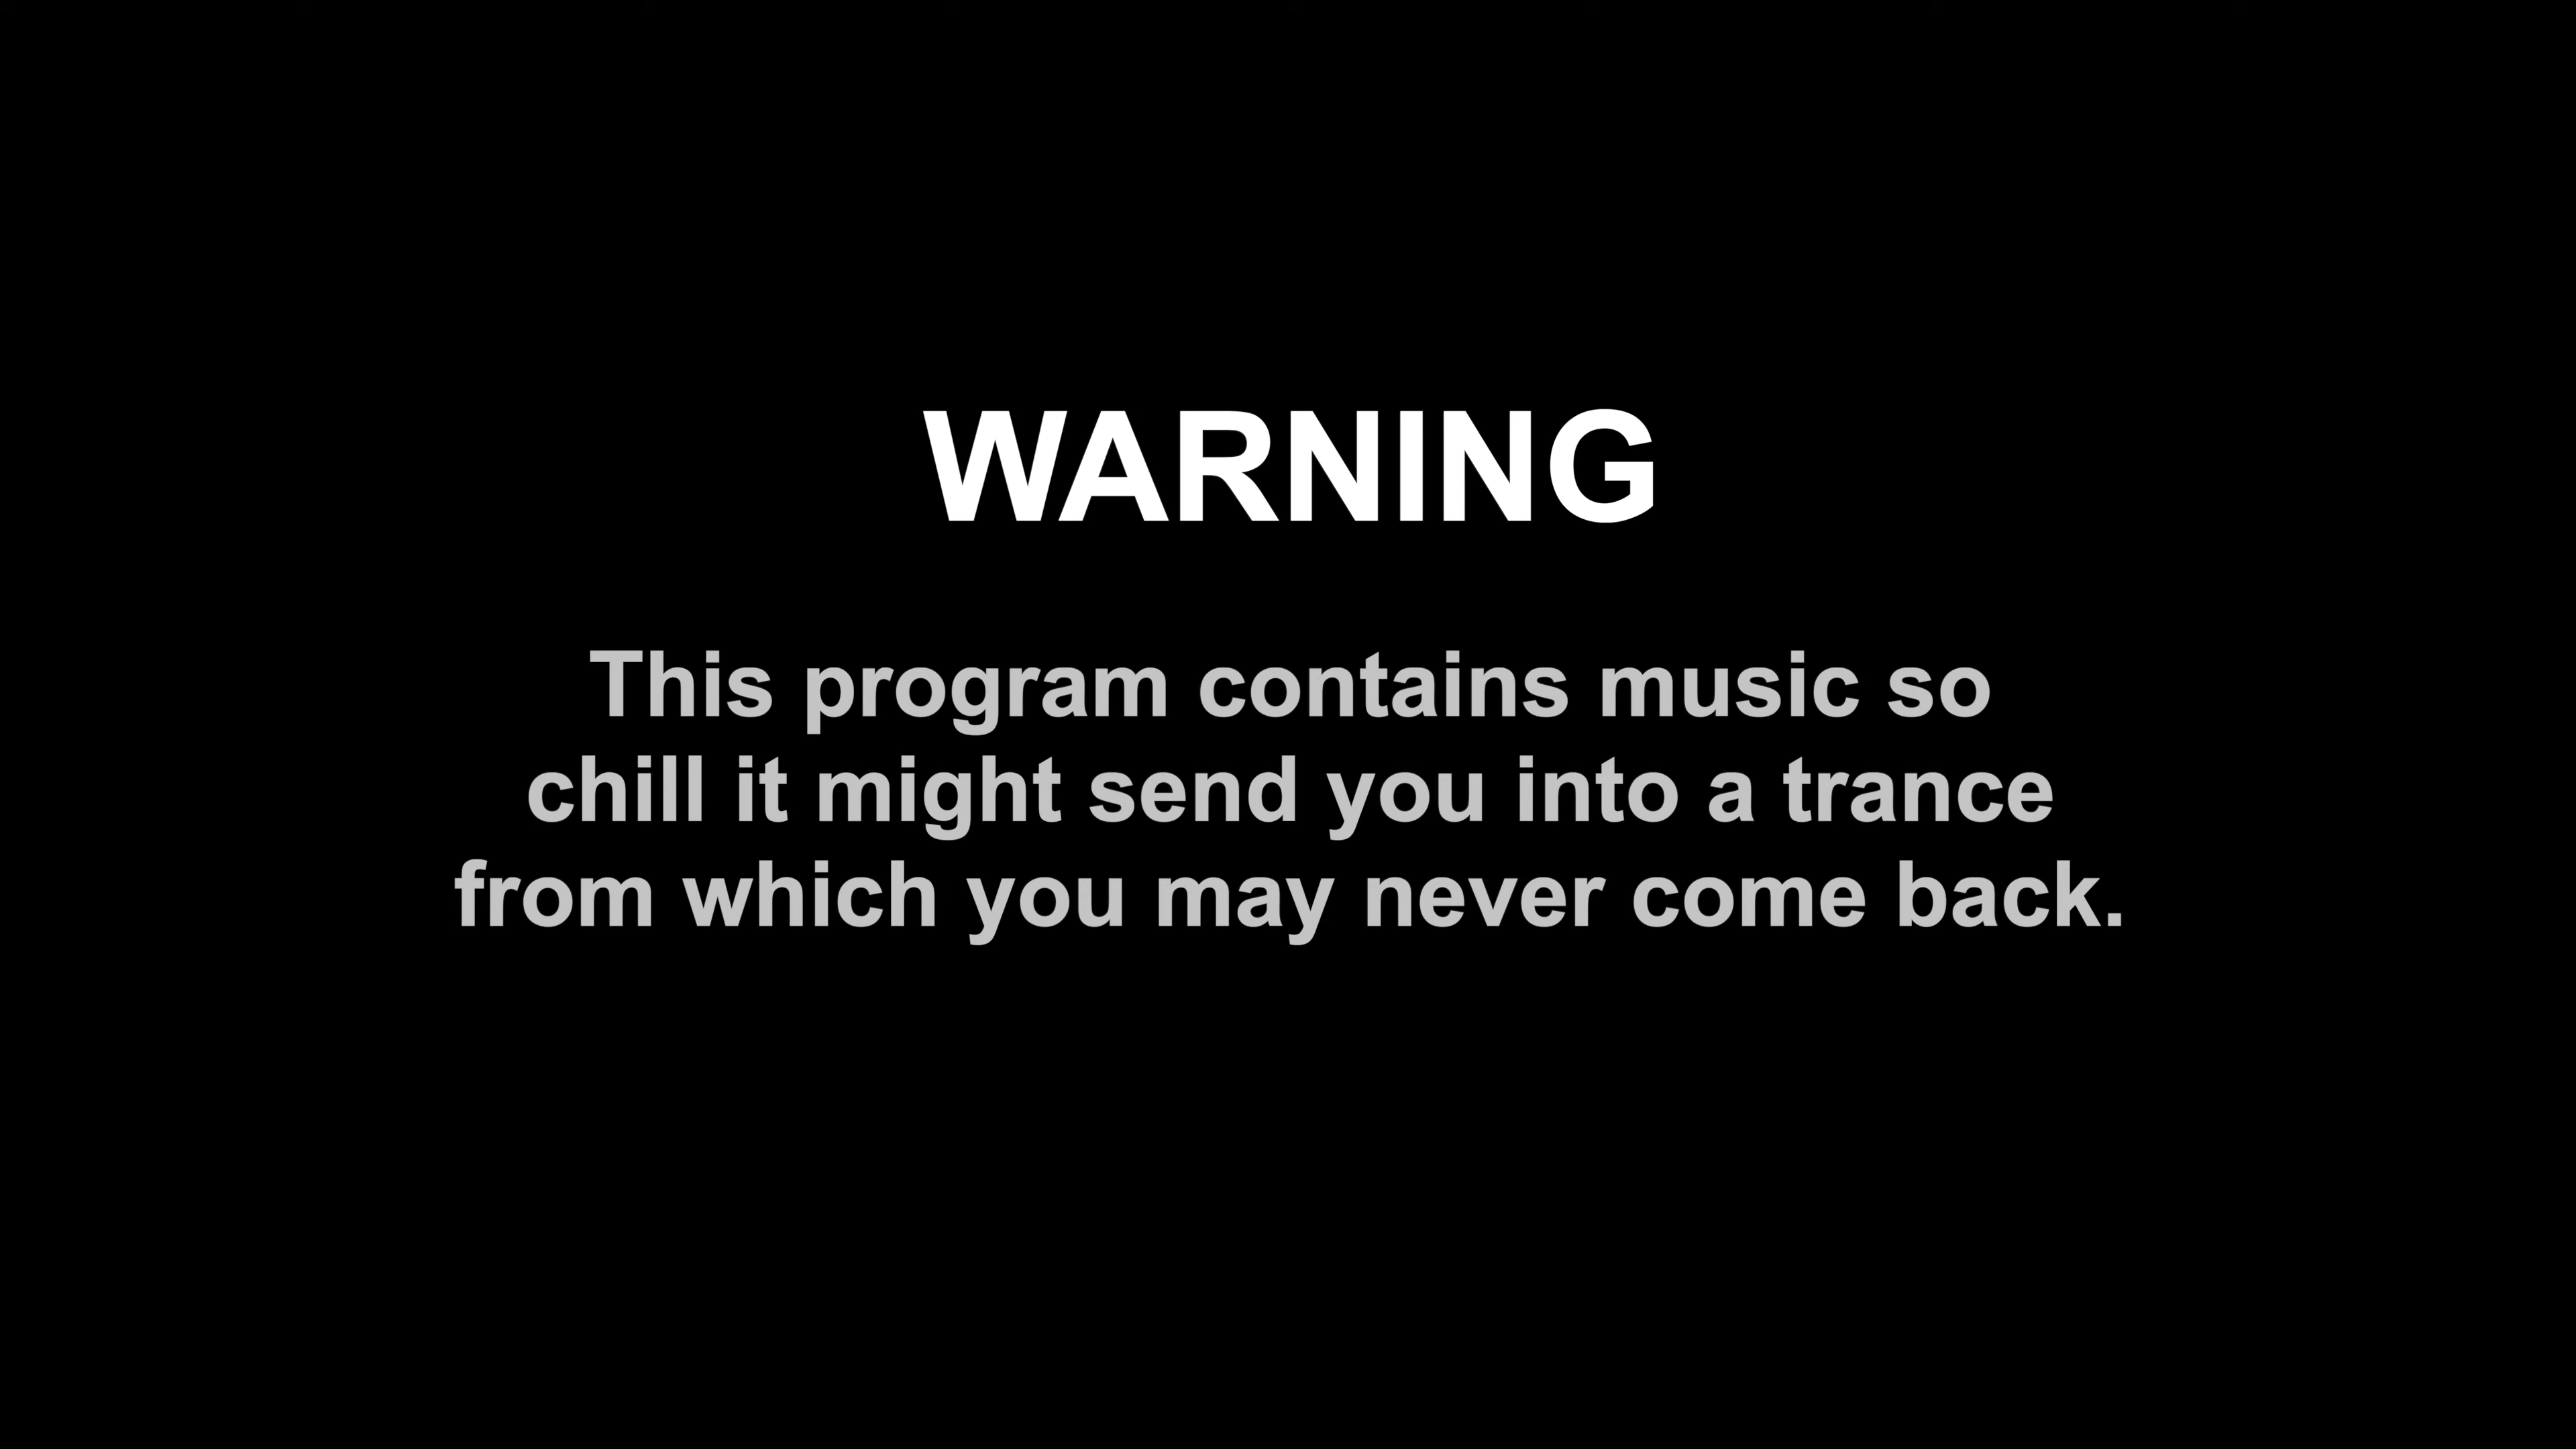 WARNING
This program contains music so
chill it might send you into a trance
from which you may never come back.